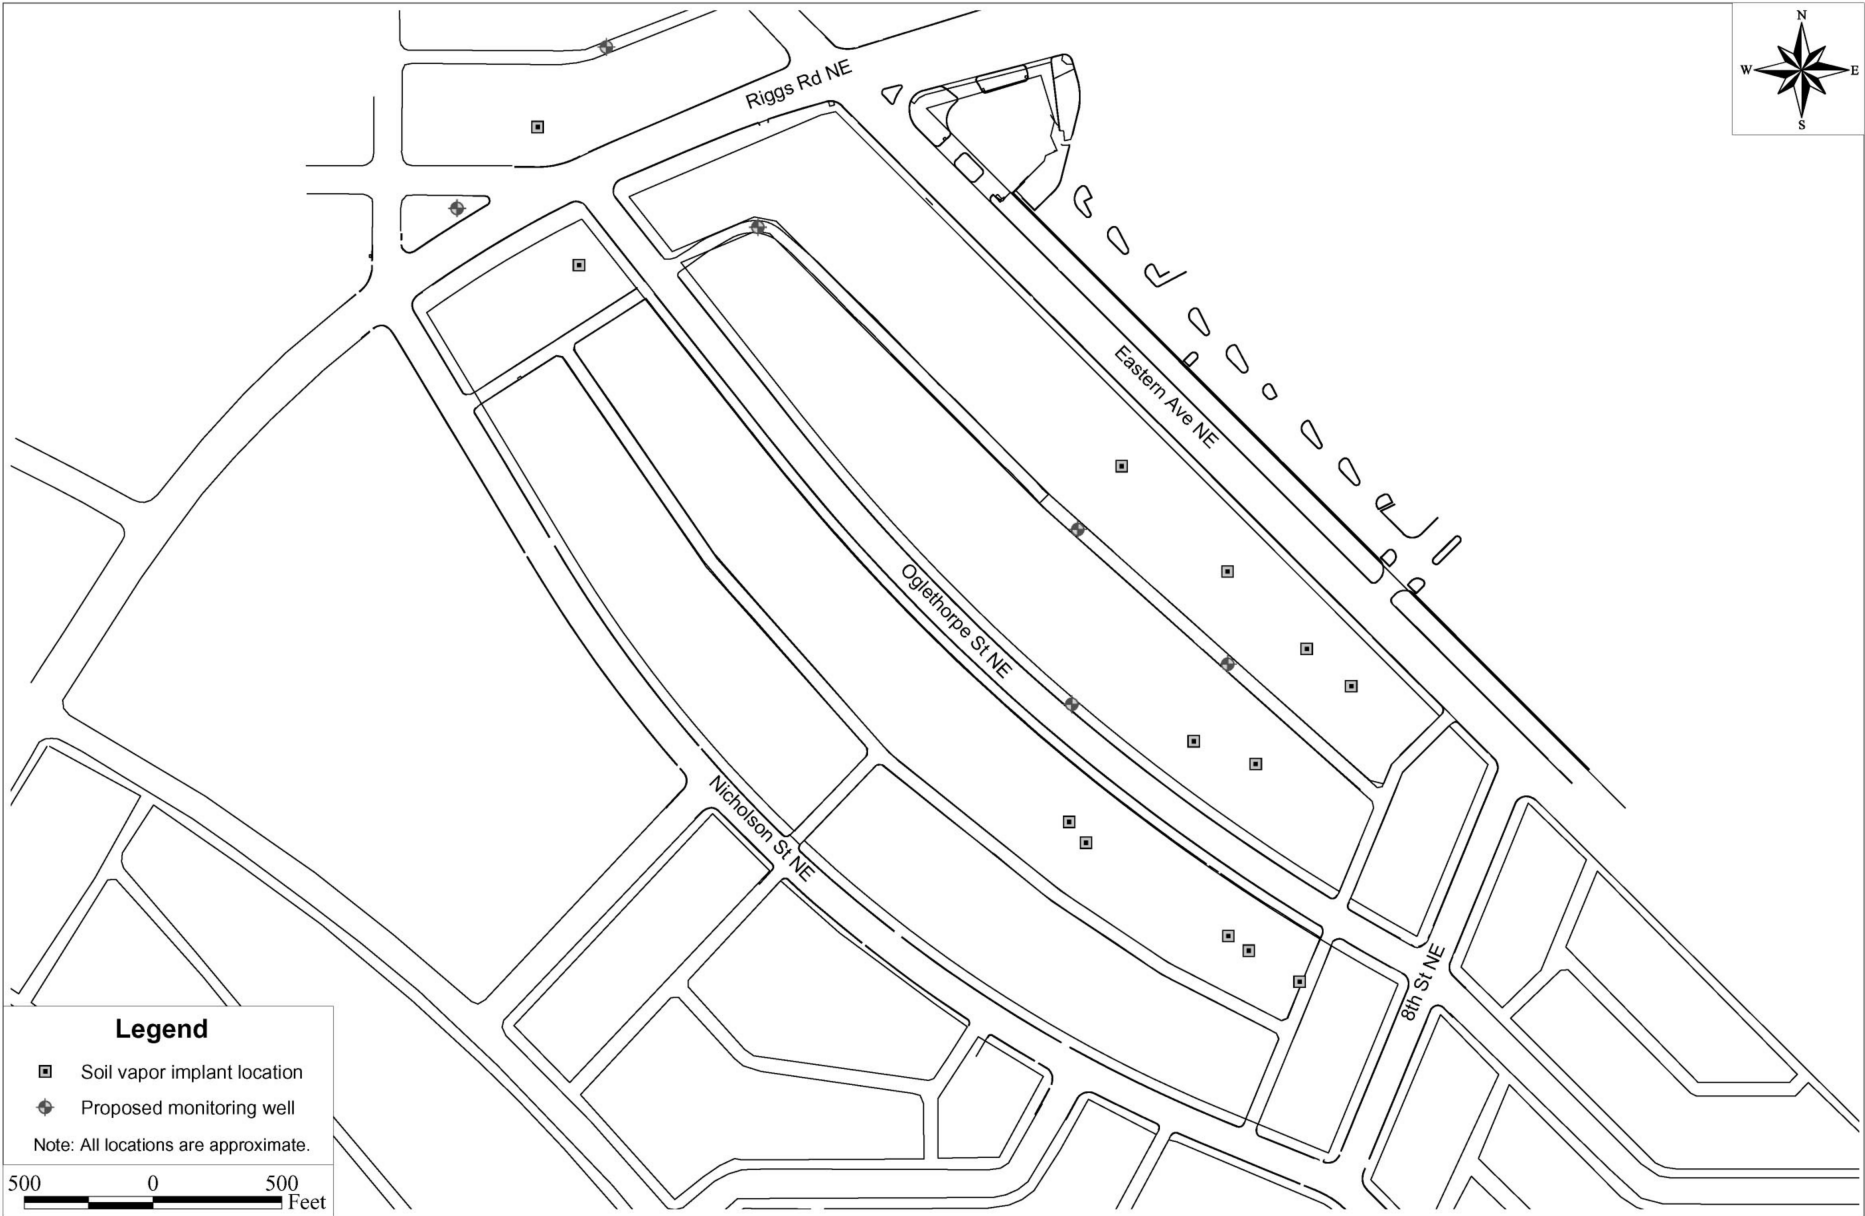 N
W E
S
Riggs Rd NE
Eastern Ave NE
Oglethorpe St NE
Nicholson St NE
8th St NE
Legend
Soil vapor implant location
Proposed monitoring well
Note: All locations are approximate.
500 0 500
Feet